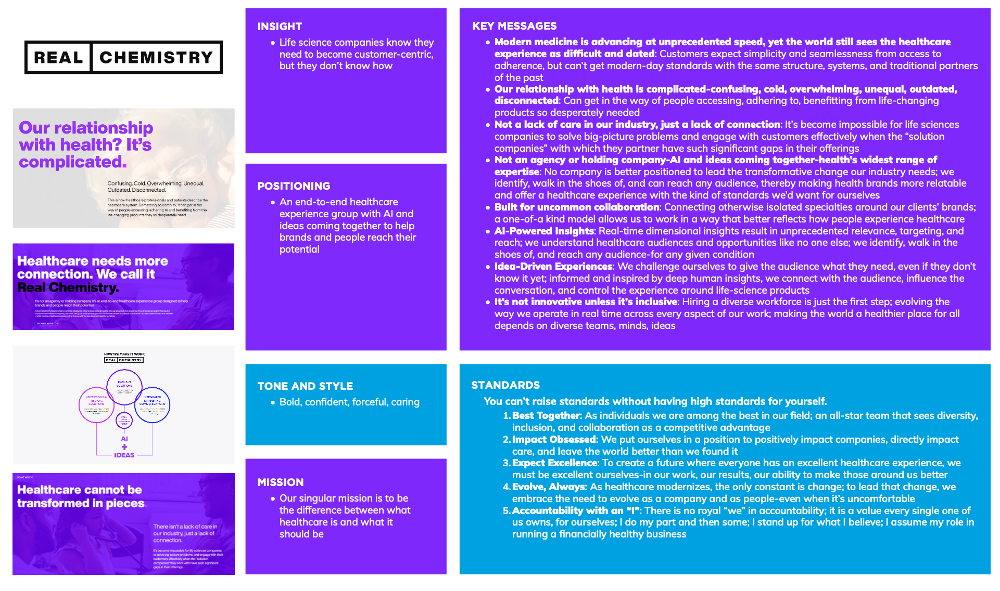 REAL CHEMISTRY
Our relationship
with health? It's
complicated.
Confusing. Cold. Overwhelming. Unequal.
Outdated. Disconnected.
This is how healthcare professionals and patients describe the
healthcare system. Something so complex, it can get in the
way of people accessing, adhering to and benefiting from the
life-changing products they so desperately need.
Healthcare needs more
connection. We call it
Real Chemistry.
It's not an agency or holding company. It's an end-to-end healthcare experience group designed to help
brands and people reach their potential.
HOW WE MAKE IT WORK
REAL CHEMISTRY
DATA & AI
SOLUTIONS
ADVERTISING &
MEDICAL
SOLUTIONS
INTEGRATED
MARKETING
COMMUNICATIONS
AI
+
IDEAS
WHAT WE DO
Healthcare cannot be
transformed in pieces.
There isn't a lack of care in
our industry, just a lack of
connection.
It's become impossible for life sciences companies
to solve big-picture problems and engage with their
customers effectively when the "solution
companies" they work with have such significant
gaps in their offerings.
INSIGHT
• Life science companies know they
need to become customer-centric,
but they don't know how
POSITIONING
• An end-to-end healthcare
experience group with AI and
ideas coming together to help
brands and people reach their
potential
TONE AND STYLE
• Bold, confident, forceful, caring
MISSION
• Our singular mission is to be
the difference between what
healthcare is and what it
should be
KEY MESSAGES
• Modern medicine is advancing at unprecedented speed, yet the world still sees the healthcare
experience as difficult and dated: Customers expect simplicity and seamlessness from access to
adherence, but can't get modern-day standards with the same structure, systems, and traditional partners
of the past
• Our relationship with health is complicated-confusing, cold, overwhelming, unequal, outdated,
disconnected: Can get in the way of people accessing, adhering to, benefitting from life-changing
products so desperately needed
• Not a lack of care in our industry, just a lack of connection: It's become impossible for life sciences
companies to solve big-picture problems and engage with customers effectively when the “solution
companies” with which they partner have such significant gaps in their offerings
• Not an agency or holding company-AI and ideas coming together-health's widest range of
expertise: No company is better positioned to lead the transformative change our industry needs; we
identify, walk in the shoes of, and can reach any audience, thereby making health brands more relatable
and offer a healthcare experience with the kind of standards we'd want for ourselves
• Built for uncommon collaboration: Connecting otherwise isolated specialties around our clients' brands;
a one-of-a kind model allows us to work in a way that better reflects how people experience healthcare
• AI-Powered Insights: Real-time dimensional insights result in unprecedented relevance, targeting, and
reach; we understand healthcare audiences and opportunities like no one else; we identify, walk in the
shoes of, and reach any audience-for any given condition
• Idea-Driven Experiences: We challenge ourselves to give the audience what they need, even if they don't
know it yet; informed and inspired by deep human insights, we connect with the audience, influence the
conversation, and control the experience around life-science products
• It's not innovative unless it's inclusive: Hiring a diverse workforce is just the first step; evolving the
way we operate in real time across every aspect of our work; making the world a healthier place for all
depends on diverse teams, minds, ideas
STANDARDS
You can't raise standards without having high standards for yourself.
1. Best Together: As individuals we are among the best in our field; an all-star team that sees diversity,
inclusion, and collaboration as a competitive advantage
2. Impact Obsessed: We put ourselves in a position to positively impact companies, directly impact
care, and leave the world better than we found it
3. Expect Excellence: To create a future where everyone has an excellent healthcare experience, we
must be excellent ourselves-in our work, our results, our ability to make those around us better
4. Evolve, Always: As healthcare modernizes, the only constant is change; to lead that change, we
embrace the need to evolve as a company and as people-even when it's uncomfortable
5. Accountability with an “I”: There is no royal “we” in accountability; it is a value every single one of
us owns, for ourselves; I do my part and then some; I stand up for what I believe; I assume my role in
running a financially healthy business